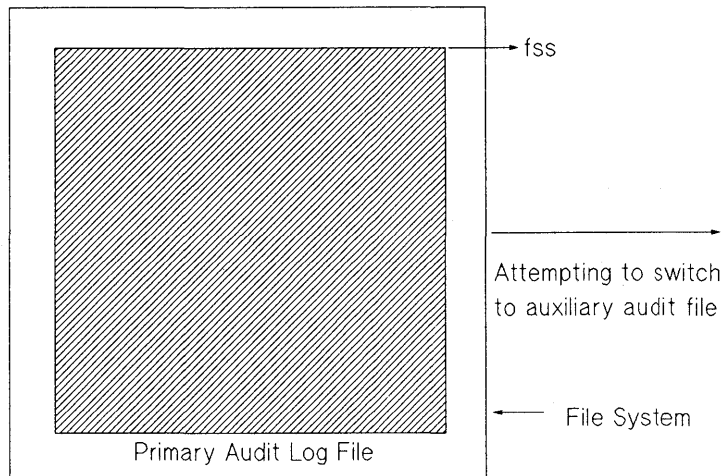 fss
Attempting to switch
to auxiliary audit file
File System
Primary Audit Log File